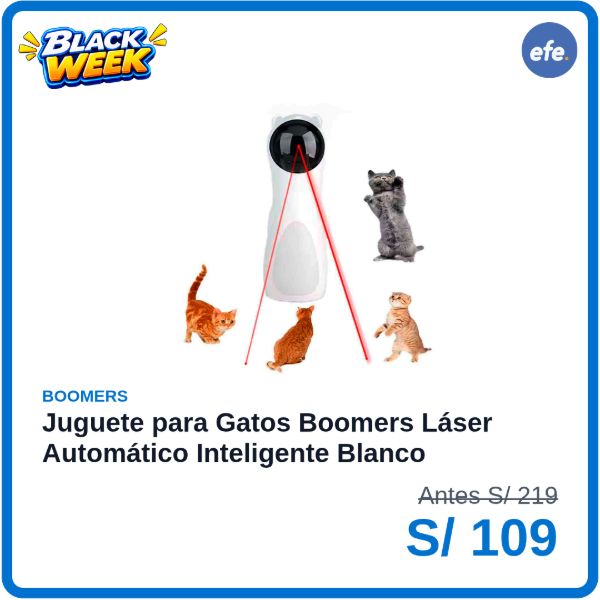 BLACK
WEEK
efe.
BOOMERS
Juguete para Gatos Boomers Láser
Automático Inteligente Blanco
Antes S/ 219
S/ 109